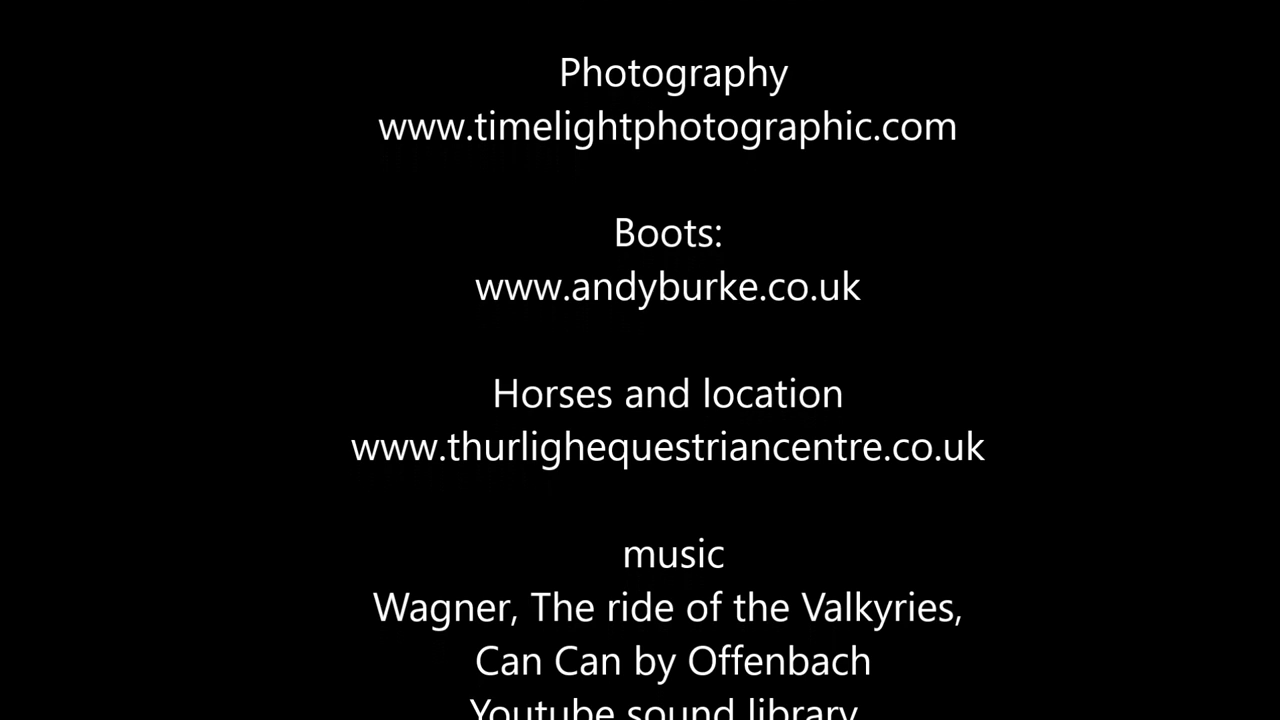 Photography
www.timelightphotographic.com
Boots:
www.andyburke.co.uk
Horses and location
www.thurlighequestriancentre.co.uk
music
Wagner, The ride of the Valkyries,
Can Can by Offenbach
Youtube sound library